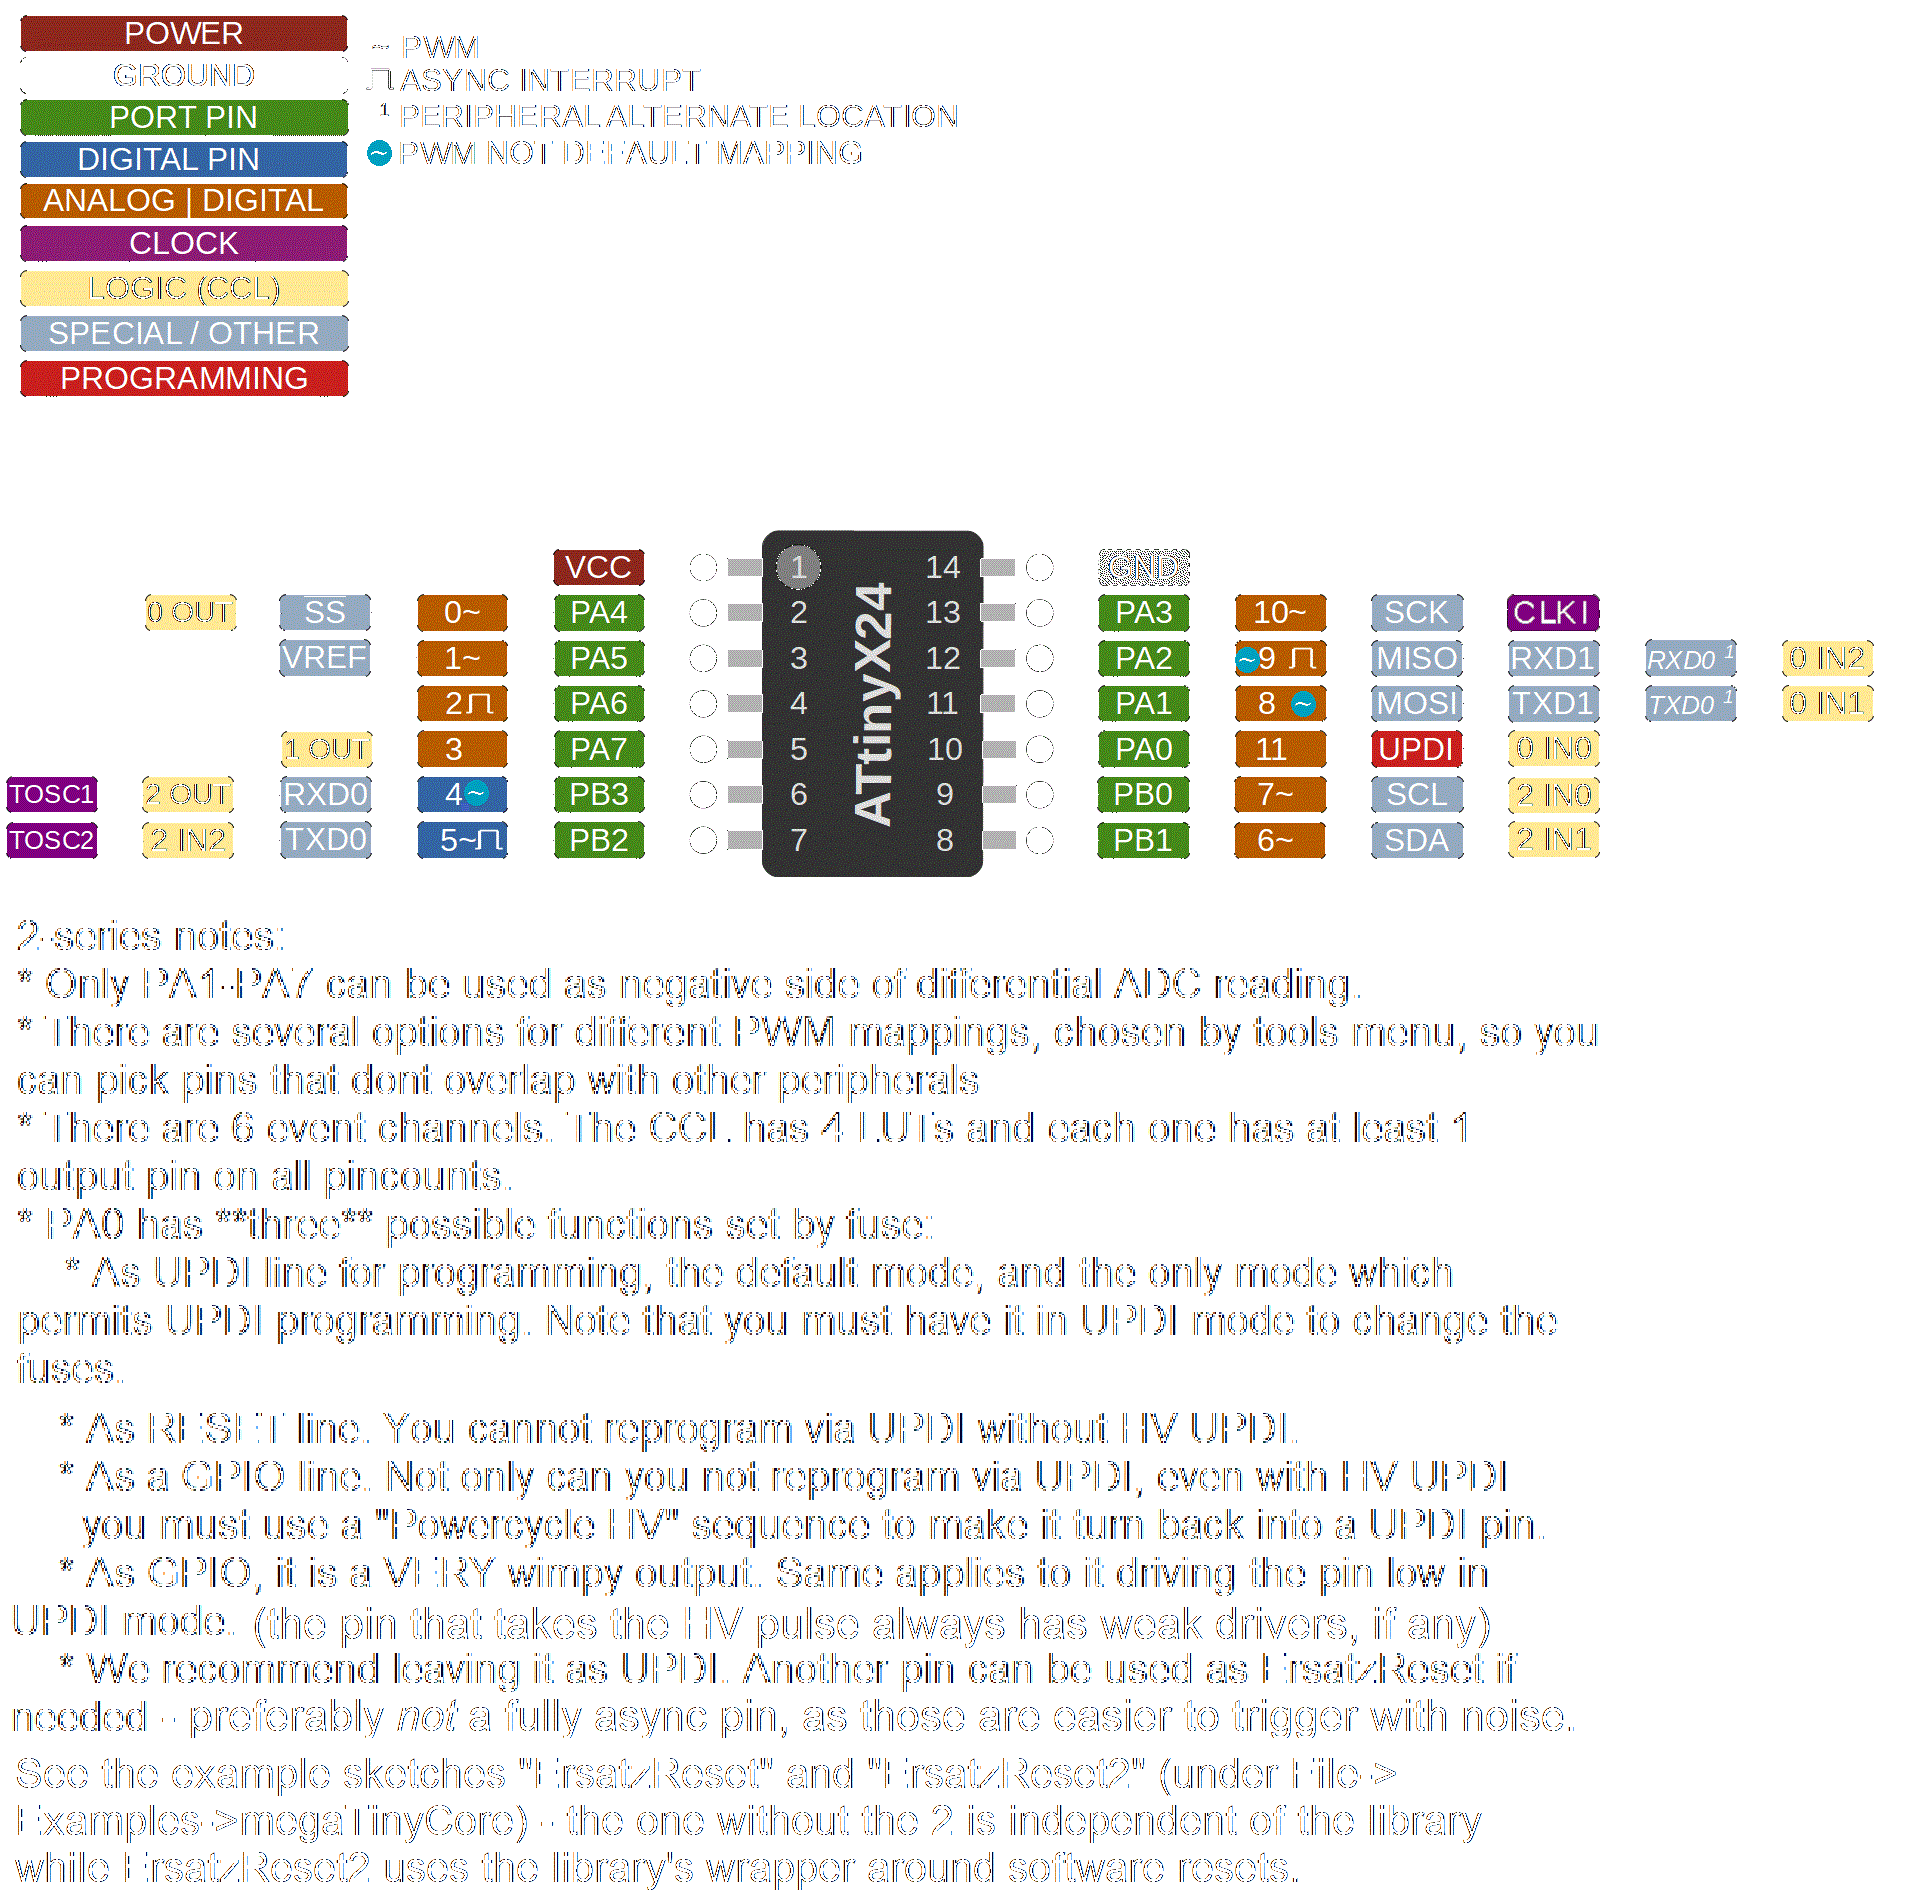 POWER
GROUND
PORT PIN
DIGITAL PIN
ANALOG | DIGITAL
CLOCK
LOGIC (CCL)
SPECIAL / OTHER
PROGRAMMING
~ PWM
ASYNC INTERRUPT
1 PERIPHERAL ALTERNATE LOCATION
~ PWM NOT DEFAULT MAPPING
VCC 1 14 GND
0 OUT SS 0~ PA4 2 13 PA3 10~ SCK CLKI
VREF 1~ PA5 3 12 PA2 ~9 MISO RXD1 RXD0 1 0 IN2
2 PA6 4 11 PA1 8 ~ MOSI TXD1 TXD0 1 0 IN1
1 OUT 3 PA7 5 10 PA0 11 UPDI 0 IN0
TOSC1 2 OUT RXD0 4~ PB3 6 9 PB0 7~ SCL 2 IN0
TOSC2 2 IN2 TXD0 5~ PB2 7 8 PB1 6~ SDA 2 IN1
ATtinyX24
2-series notes:
* Only PA1-PA7 can be used as negative side of differential ADC reading.
* There are several options for different PWM mappings, chosen by tools menu, so you
can pick pins that dont overlap with other peripherals
* There are 6 event channels. The CCL has 4 LUTs and each one has at least 1
output pin on all pincounts.
* PA0 has **three** possible functions set by fuse:
* As UPDI line for programming, the default mode, and the only mode which
permits UPDI programming. Note that you must have it in UPDI mode to change the
fuses.
* As RESET line. You cannot reprogram via UPDI without HV UPDI.
* As a GPIO line. Not only can you not reprogram via UPDI, even with HV UPDI
you must use a "Powercycle HV" sequence to make it turn back into a UPDI pin.
* As GPIO, it is a VERY wimpy output. Same applies to it driving the pin low in
UPDI mode. (the pin that takes the HV pulse always has weak drivers, if any)
* We recommend leaving it as UPDI. Another pin can be used as ErsatzReset if
needed - preferably not a fully async pin, as those are easier to trigger with noise.
See the example sketches "ErsatzReset" and "ErsatzReset2" (under File->
Examples->megaTinyCore) - the one without the 2 is independent of the library
while ErsatzReset2 uses the library's wrapper around software resets.